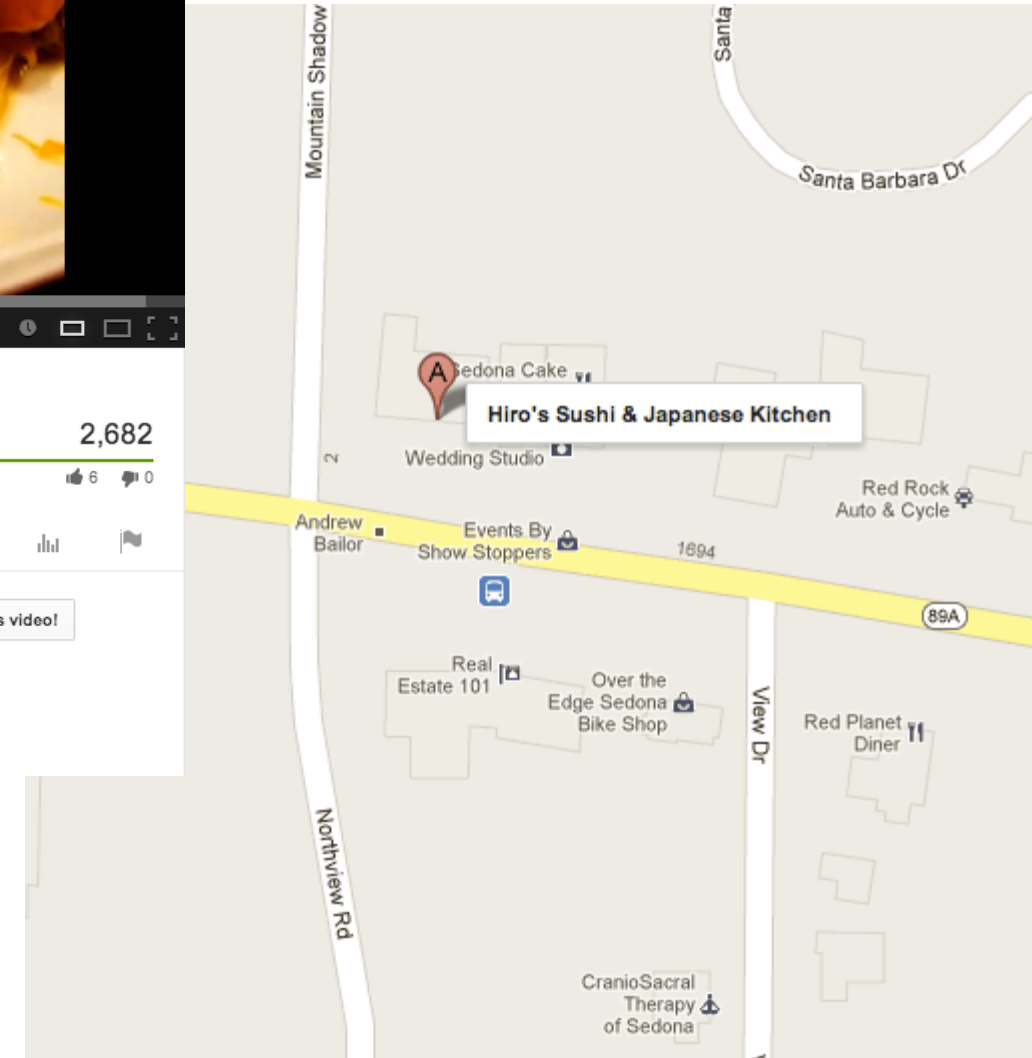 Mountain Shadow
Santa
Santa Barbara Dr
A
Sedona Cake
Hiro's Sushi & Japanese Kitchen
2,682
6
0
2
Wedding Studio
Red Rock
Auto & Cycle
Andrew
Bailor
Events By
Show Stoppers
1694
89A
s video!
Real
Estate 101
Over the
Edge Sedona
Bike Shop
View Dr
Red Planet
Diner
Northview Rd
CranioSacral
Therapy
of Sedona